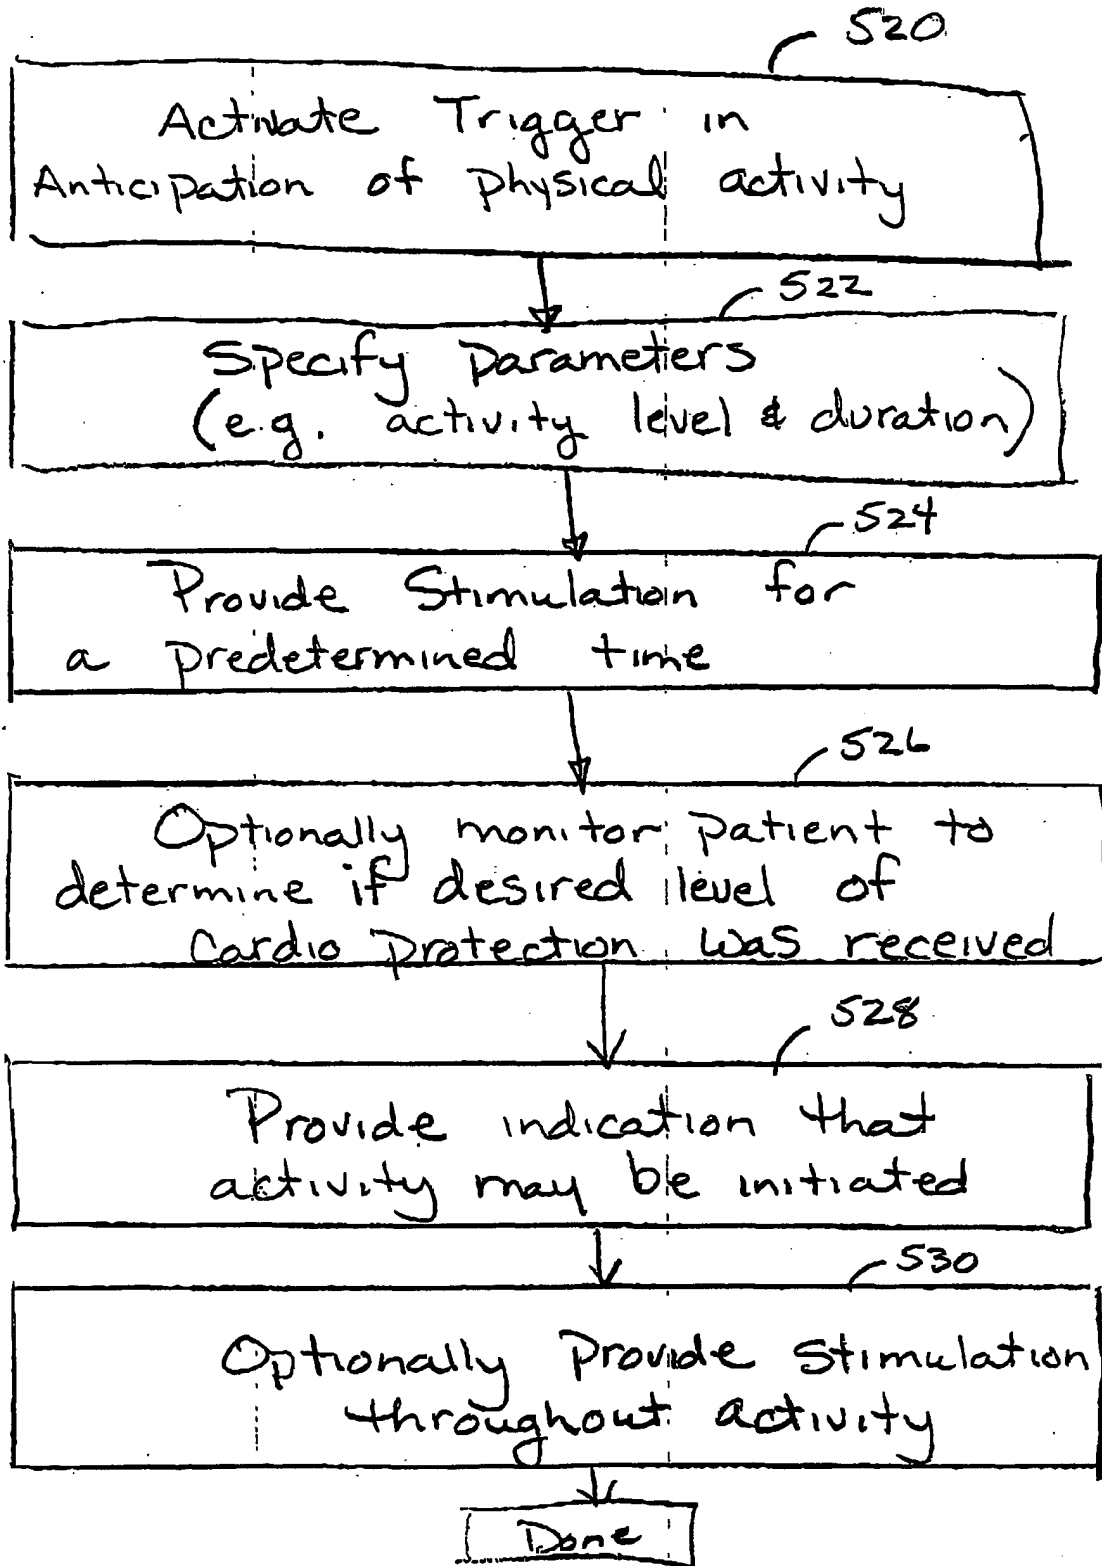 520
Activate Trigger in
Anticipation of physical activity
522
Specify parameters
(e.g. activity level & duration)
524
Provide Stimulation for
a predetermined time
526
Optionally monitor patient to
determine if desired level of
Cardio protection was received
528
Provide indication that
activity may be initiated
530
Optionally Provide Stimulation
throughout activity
Done